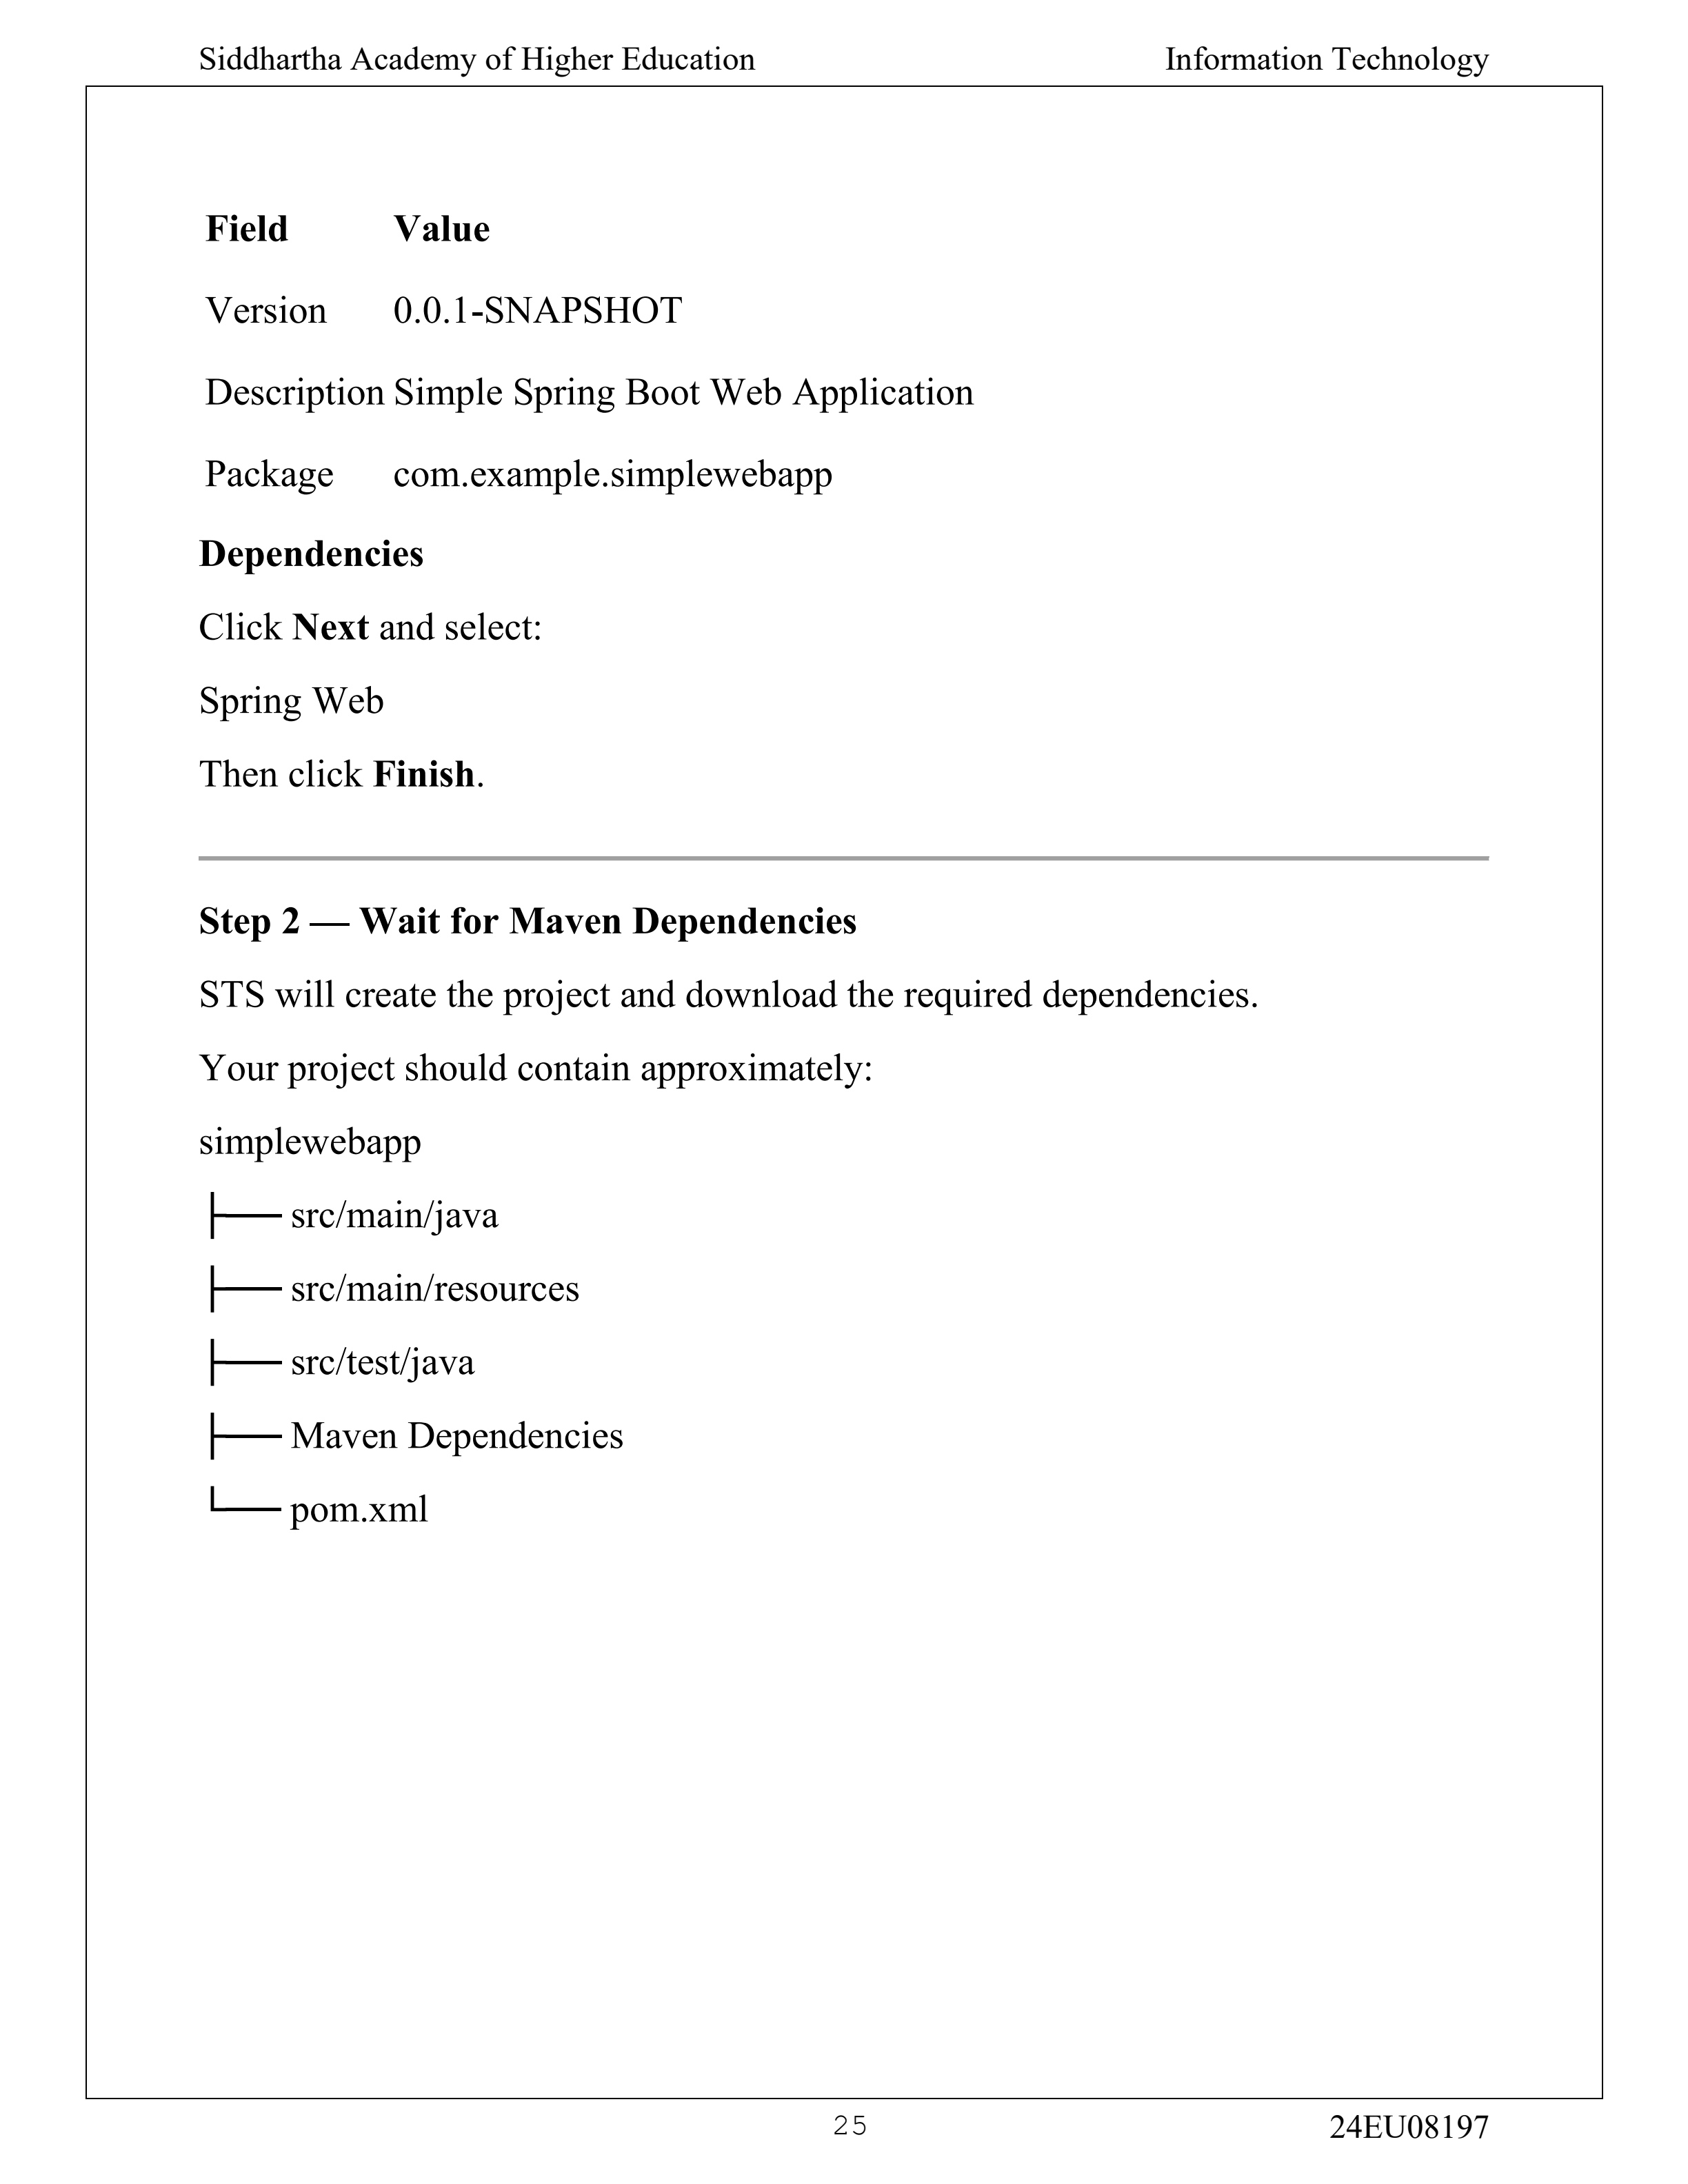 Siddhartha Academy of Higher Education Information Technology
Field Value
Version 0.0.1-SNAPSHOT
Description Simple Spring Boot Web Application
Package com.example.simplewebapp
Dependencies
Click Next and select:
Spring Web
Then click Finish.
Step 2 — Wait for Maven Dependencies
STS will create the project and download the required dependencies.
Your project should contain approximately:
simplewebapp
├── src/main/java
├── src/main/resources
├── src/test/java
├── Maven Dependencies
└── pom.xml
25 24EU08197